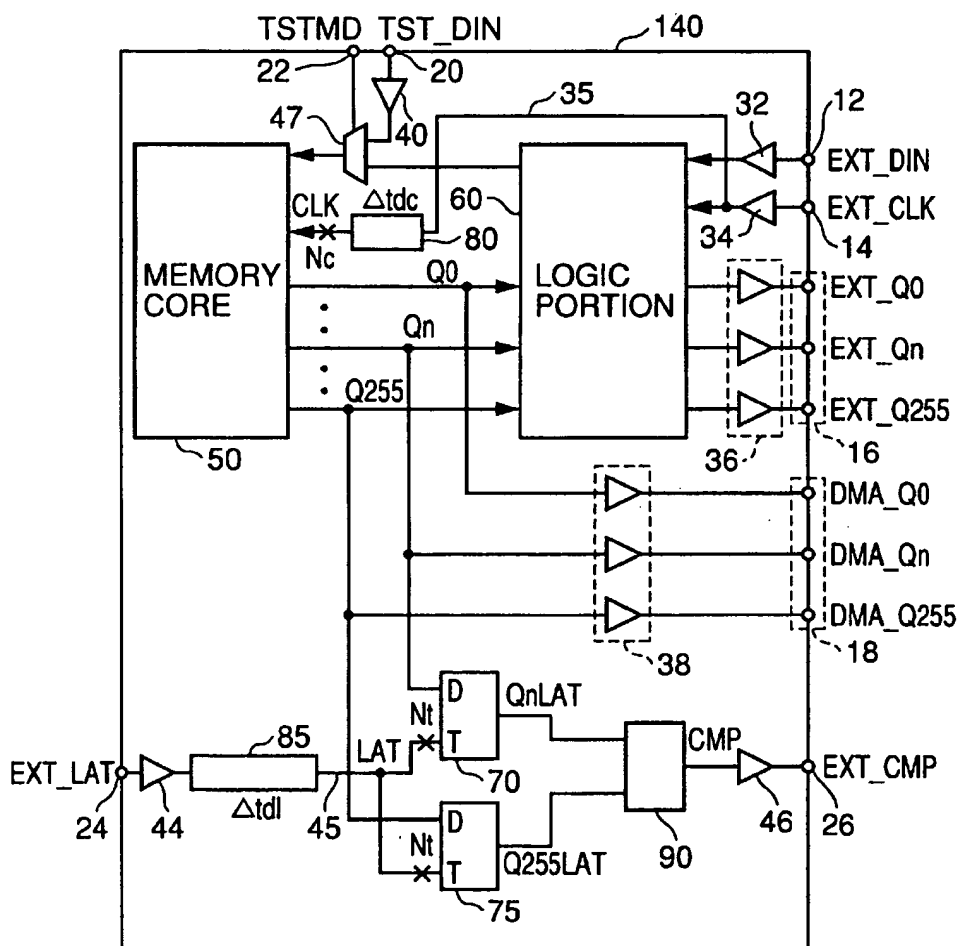 TSTMD TST_DIN 140
22 20
47 40 35 32 12
EXT_DIN
Δtdc 60
CLK 80 34 EXT_CLK
Nc 14
MEMORY CORE
LOGIC PORTION
Q0 EXT_Q0
Qn EXT_Qn
Q255 EXT_Q255
50 36 16
DMA_Q0
DMA_Qn
DMA_Q255
38 18
D QnLAT
Nt
T
70
85 LAT CMP
EXT_LAT EXT_CMP
24 44 Δtdl 45 46 26
D 90
Nt Q255LAT
T
75